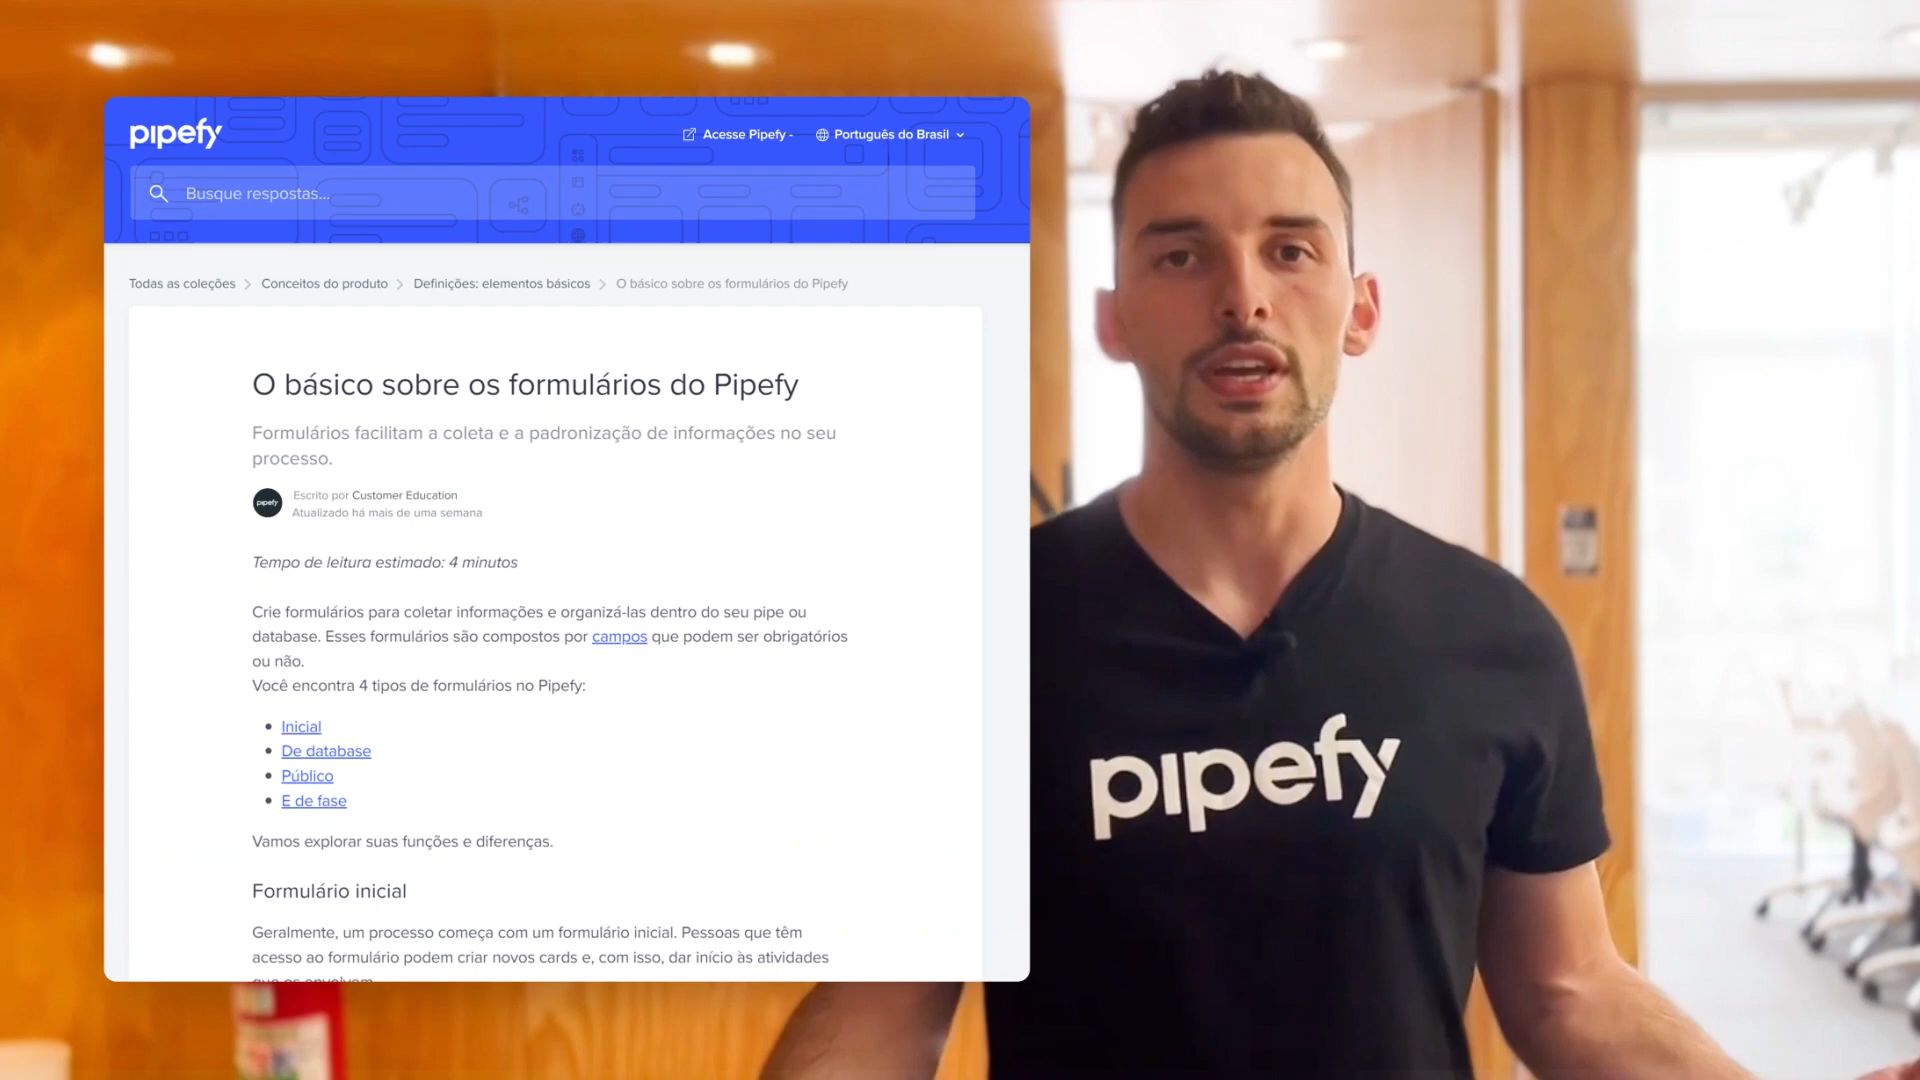 pipefy
Acesse Pipefy -
Português do Brasil
Busque respostas...
Todas as coleções
Conceitos do produto
Definições: elementos básicos
O básico sobre os formulários do Pipefy
O básico sobre os formulários do Pipefy
Formulários facilitam a coleta e a padronização de informações no seu
processo.
pipefy
Escrito por Customer Education
Atualizado há mais de uma semana
Tempo de leitura estimado: 4 minutos
Crie formulários para coletar informações e organizá-las dentro do seu pipe ou
database. Esses formulários são compostos por campos que podem ser obrigatórios
ou não.
Você encontra 4 tipos de formulários no Pipefy:
Inicial
De database
Público
E de fase
Vamos explorar suas funções e diferenças.
Formulário inicial
Geralmente, um processo começa com um formulário inicial. Pessoas que têm
acesso ao formulário podem criar novos cards e, com isso, dar início às atividades
que os envolvem
pipefy